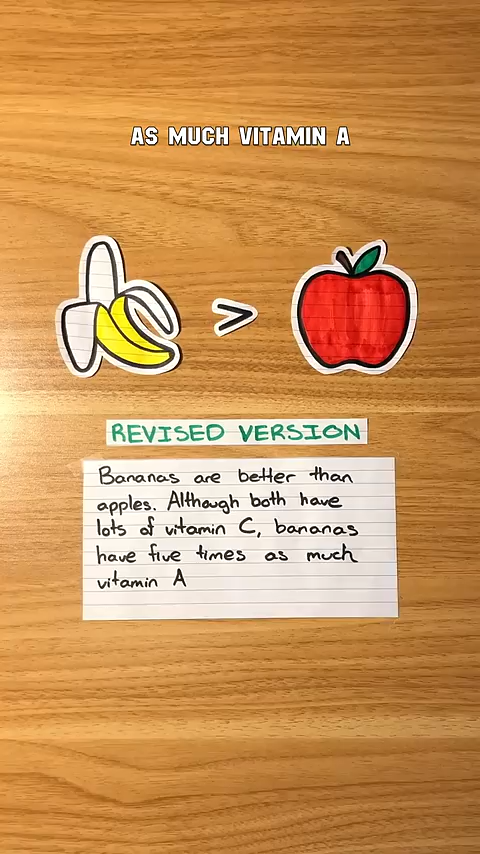 AS MUCH VITAMIN A
>
REVISED VERSION
Bananas are better than
apples. Although both have
lots of vitamin C, bananas
have five times as much
vitamin A